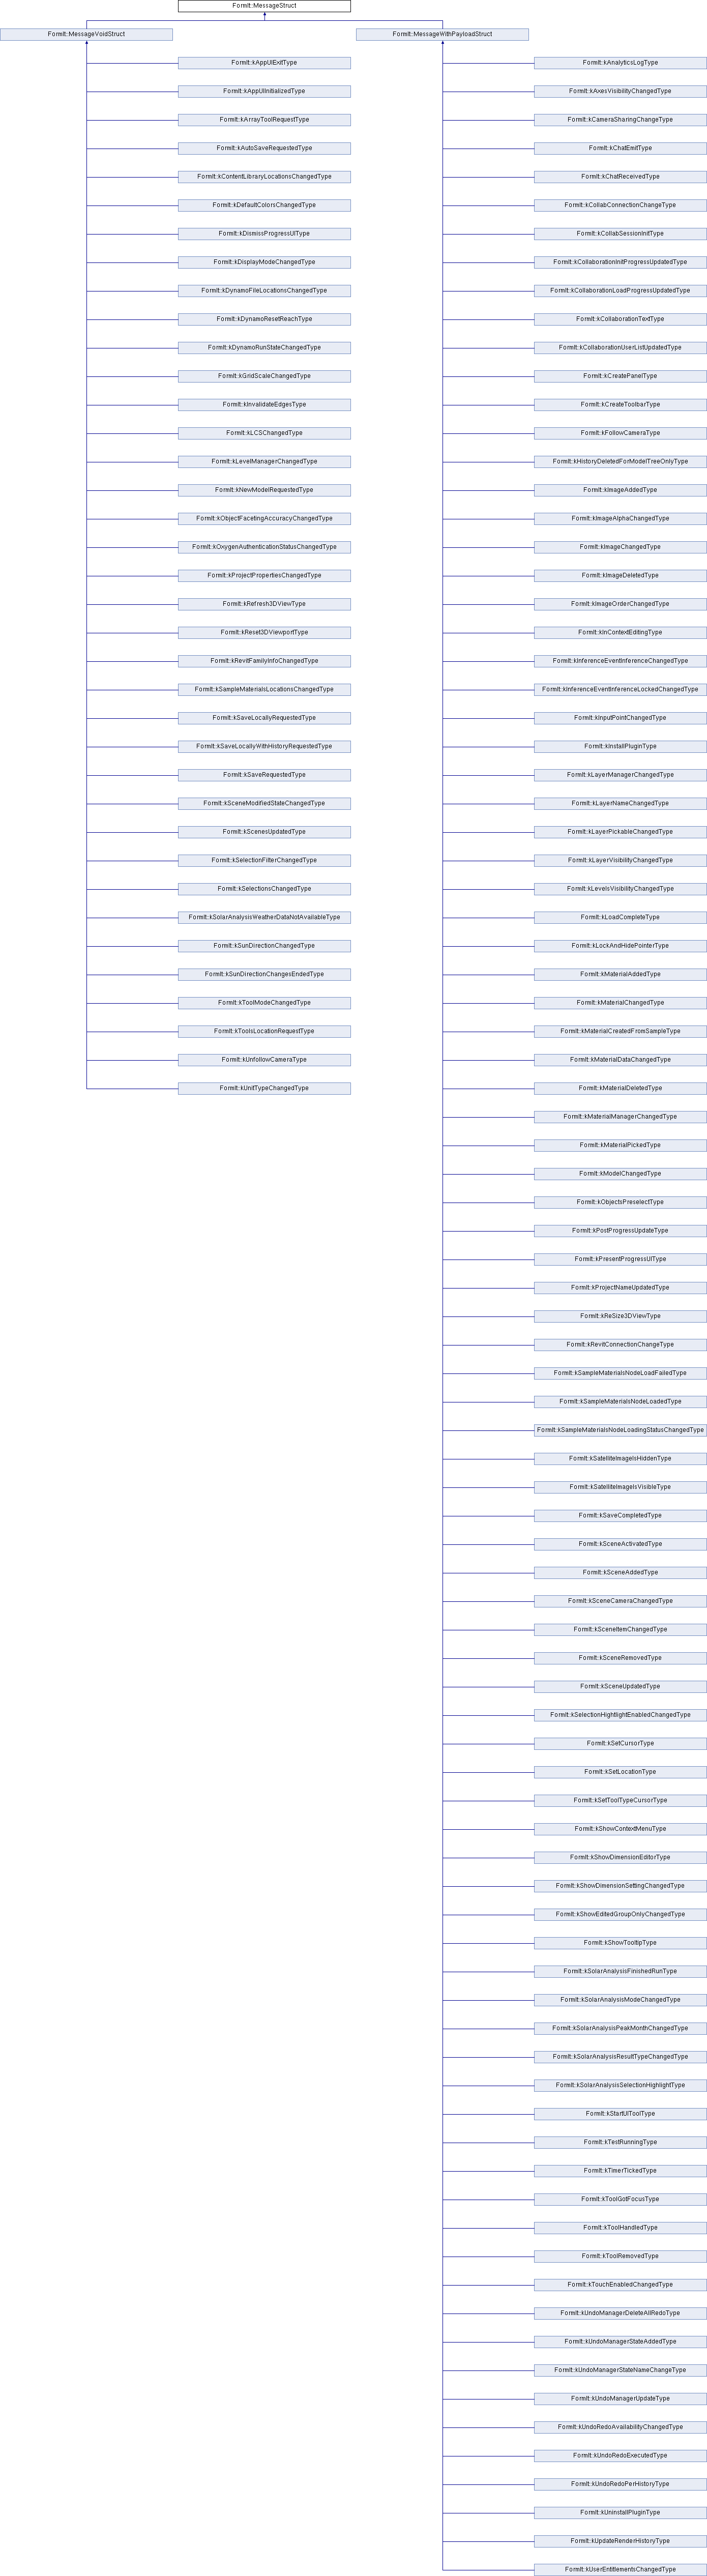 FormIt::MessageStruct
FormIt::MessageVoidStruct
FormIt::MessageWithPayloadStruct
FormIt::kAppUIExitType
FormIt::kAppUIInitializedType
FormIt::kArrayToolRequestType
FormIt::kAutoSaveRequestedType
FormIt::kContentLibraryLocationsChangedType
FormIt::kDefaultColorsChangedType
FormIt::kDismissProgressUIType
FormIt::kDisplayModeChangedType
FormIt::kDynamoFileLocationsChangedType
FormIt::kDynamoResetReachType
FormIt::kDynamoRunStateChangedType
FormIt::kGridScaleChangedType
FormIt::kInvalidateEdgesType
FormIt::kLCSChangedType
FormIt::kLevelManagerChangedType
FormIt::kNewModelRequestedType
FormIt::kObjectFacetingAccuracyChangedType
FormIt::kOxygenAuthenticationStatusChangedType
FormIt::kProjectPropertiesChangedType
FormIt::kRefresh3DViewType
FormIt::kReset3DViewportType
FormIt::kRevitFamilyInfoChangedType
FormIt::kSampleMaterialsLocationsChangedType
FormIt::kSaveLocallyRequestedType
FormIt::kSaveLocallyWithHistoryRequestedType
FormIt::kSaveRequestedType
FormIt::kSceneModifiedStateChangedType
FormIt::kScenesUpdatedType
FormIt::kSelectionFilterChangedType
FormIt::kSelectionsChangedType
FormIt::kSolarAnalysisWeatherDataNotAvailableType
FormIt::kSunDirectionChangedType
FormIt::kSunDirectionChangesEndedType
FormIt::kToolModeChangedType
FormIt::kToolsLocationRequestType
FormIt::kUnfollowCameraType
FormIt::kUnitTypeChangedType
FormIt::kAnalyticsLogType
FormIt::kAxesVisibilityChangedType
FormIt::kCameraSharingChangeType
FormIt::kChatEmitType
FormIt::kChatReceivedType
FormIt::kCollabConnectionChangeType
FormIt::kCollabSessionInitType
FormIt::kCollaborationInitProgressUpdatedType
FormIt::kCollaborationLoadProgressUpdatedType
FormIt::kCollaborationTextType
FormIt::kCollaborationUserListUpdatedType
FormIt::kCreatePanelType
FormIt::kCreateToolbarType
FormIt::kFollowCameraType
FormIt::kHistoryDeletedForModelTreeOnlyType
FormIt::kImageAddedType
FormIt::kImageAlphaChangedType
FormIt::kImageChangedType
FormIt::kImageDeletedType
FormIt::kImageOrderChangedType
FormIt::kInContextEditingType
FormIt::kInferenceEventInferenceChangedType
FormIt::kInferenceEventInferenceLockedChangedType
FormIt::kInputPointChangedType
FormIt::kInstallPluginType
FormIt::kLayerManagerChangedType
FormIt::kLayerNameChangedType
FormIt::kLayerPickableChangedType
FormIt::kLayerVisibilityChangedType
FormIt::kLevelsVisibilityChangedType
FormIt::kLoadCompleteType
FormIt::kLockAndHidePointerType
FormIt::kMaterialAddedType
FormIt::kMaterialChangedType
FormIt::kMaterialCreatedFromSampleType
FormIt::kMaterialDataChangedType
FormIt::kMaterialDeletedType
FormIt::kMaterialManagerChangedType
FormIt::kMaterialPickedType
FormIt::kModelChangedType
FormIt::kObjectsPreselectType
FormIt::kPostProgressUpdateType
FormIt::kPresentProgressUIType
FormIt::kProjectNameUpdatedType
FormIt::kReSize3DViewType
FormIt::kRevitConnectionChangeType
FormIt::kSampleMaterialsNodeLoadFailedType
FormIt::kSampleMaterialsNodeLoadedType
FormIt::kSampleMaterialsNodeLoadingStatusChangedType
FormIt::kSatelliteImageIsHiddenType
FormIt::kSatelliteImageIsVisibleType
FormIt::kSaveCompletedType
FormIt::kSceneActivatedType
FormIt::kSceneAddedType
FormIt::kSceneCameraChangedType
FormIt::kSceneItemChangedType
FormIt::kSceneRemovedType
FormIt::kSceneUpdatedType
FormIt::kSelectionHightlightEnabledChangedType
FormIt::kSetCursorType
FormIt::kSetLocationType
FormIt::kSetToolTypeCursorType
FormIt::kShowContextMenuType
FormIt::kShowDimensionEditorType
FormIt::kShowDimensionSettingChangedType
FormIt::kShowEditedGroupOnlyChangedType
FormIt::kShowTooltipType
FormIt::kSolarAnalysisFinishedRunType
FormIt::kSolarAnalysisModeChangedType
FormIt::kSolarAnalysisPeakMonthChangedType
FormIt::kSolarAnalysisResultTypeChangedType
FormIt::kSolarAnalysisSelectionHighlightType
FormIt::kStartUIToolType
FormIt::kTestRunningType
FormIt::kTimerTickedType
FormIt::kToolGotFocusType
FormIt::kToolHandledType
FormIt::kToolRemovedType
FormIt::kTouchEnabledChangedType
FormIt::kUndoManagerDeleteAllRedoType
FormIt::kUndoManagerStateAddedType
FormIt::kUndoManagerStateNameChangeType
FormIt::kUndoManagerUpdateType
FormIt::kUndoRedoAvailabilityChangedType
FormIt::kUndoRedoExecutedType
FormIt::kUndoRedoPerHistoryType
FormIt::kUninstallPluginType
FormIt::kUpdateRenderHistoryType
FormIt::kUserEntitlementsChangedType